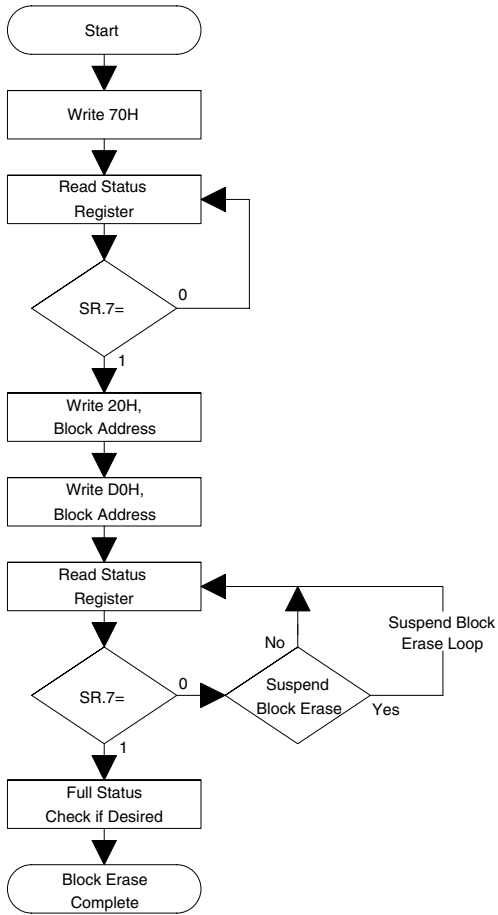 Start
Write 70H
Read Status
Register
SR.7=
0
1
Write 20H,
Block Address
Write D0H,
Block Address
Read Status
Register
SR.7=
0
1
Suspend
Block Erase
No
Yes
Suspend Block
Erase Loop
Full Status
Check if Desired
Block Erase
Complete